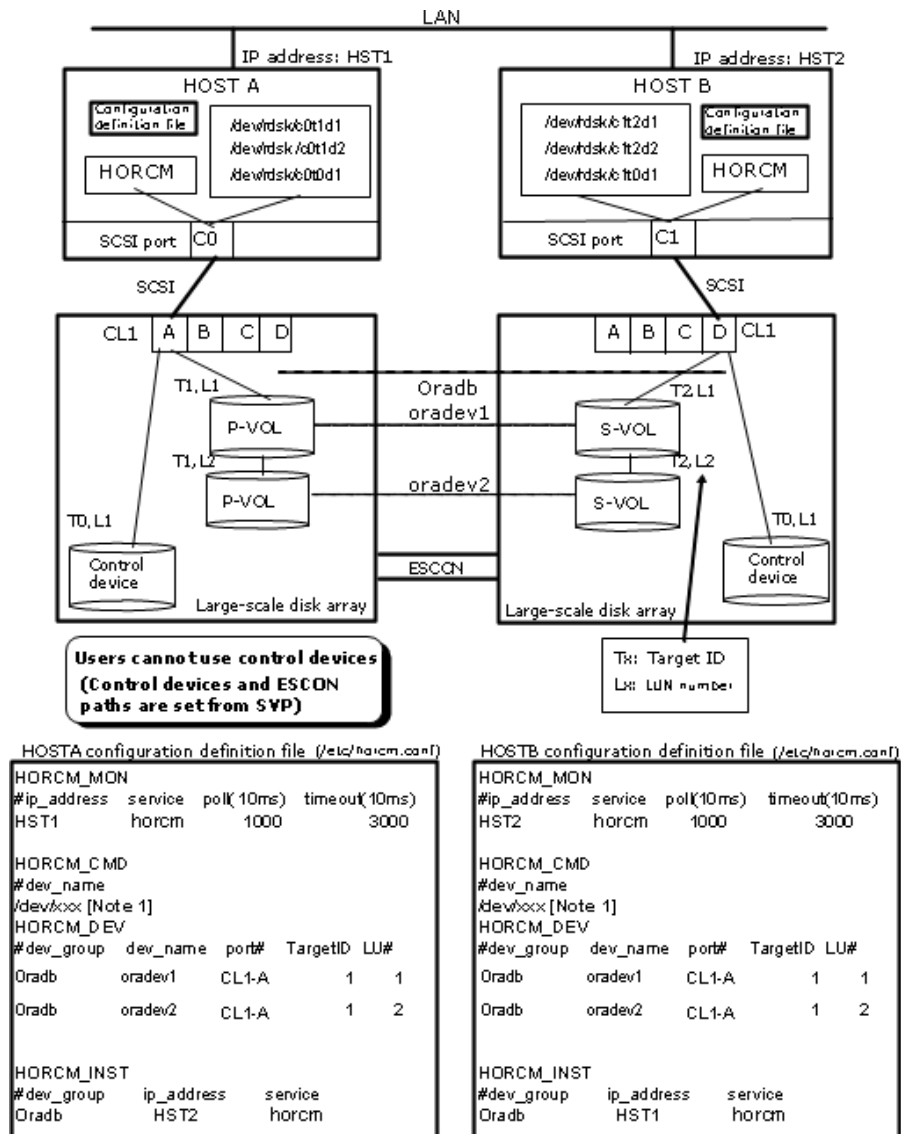 LAN
IP address: HST1
IP address: HST2
HOST A
HOST B
Configuration
definition file
/dev/rdsk/c0t1d1
/dev/rdsk/c0t1d2
/dev/rdsk/c0t0d1
HORCM
/dev/rdsk/c1t2d1
/dev/rdsk/c1t2d2
/dev/rdsk/c1t0d1
Configuration
definition file
HORCM
SCSI port
C0
SCSI port
C1
SCSI
SCSI
CL1
A
B
C
D
A
B
C
D
CL1
T1, L1
Oradb
T2, L1
P-VOL
oradev1
S-VOL
T1, L2
T2, L2
P-VOL
oradev2
S-VOL
T0, L1
T0, L1
Control
device
Control
device
ESCON
Large-scale disk array
Large-scale disk array
Users cannot use control devices
(Control devices and ESCON
paths are set from SVP)
Tx: Target ID
Lx: LUN number
HOSTA configuration definition file (/etc/horcm.conf)
HORCM_MON
#ip_address service poll(10ms) timeout(10ms)
HST1 horcm 1000 3000
HORCM_CMD
#dev_name
/dev/xxx [Note 1]
HORCM_DEV
#dev_group dev_name port# TargetID LU#
Oradb oradev1 CL1-A 1 1
Oradb oradev2 CL1-A 1 2
HORCM_INST
#dev_group ip_address service
Oradb HST2 horcm
HOSTB configuration definition file (/etc/horcm.conf)
HORCM_MON
#ip_address service poll(10ms) timeout(10ms)
HST2 horcm 1000 3000
HORCM_CMD
#dev_name
/dev/xxx [Note 1]
HORCM_DEV
#dev_group dev_name port# TargetID LU#
Oradb oradev1 CL1-A 1 1
Oradb oradev2 CL1-A 1 2
HORCM_INST
#dev_group ip_address service
Oradb HST1 horcm